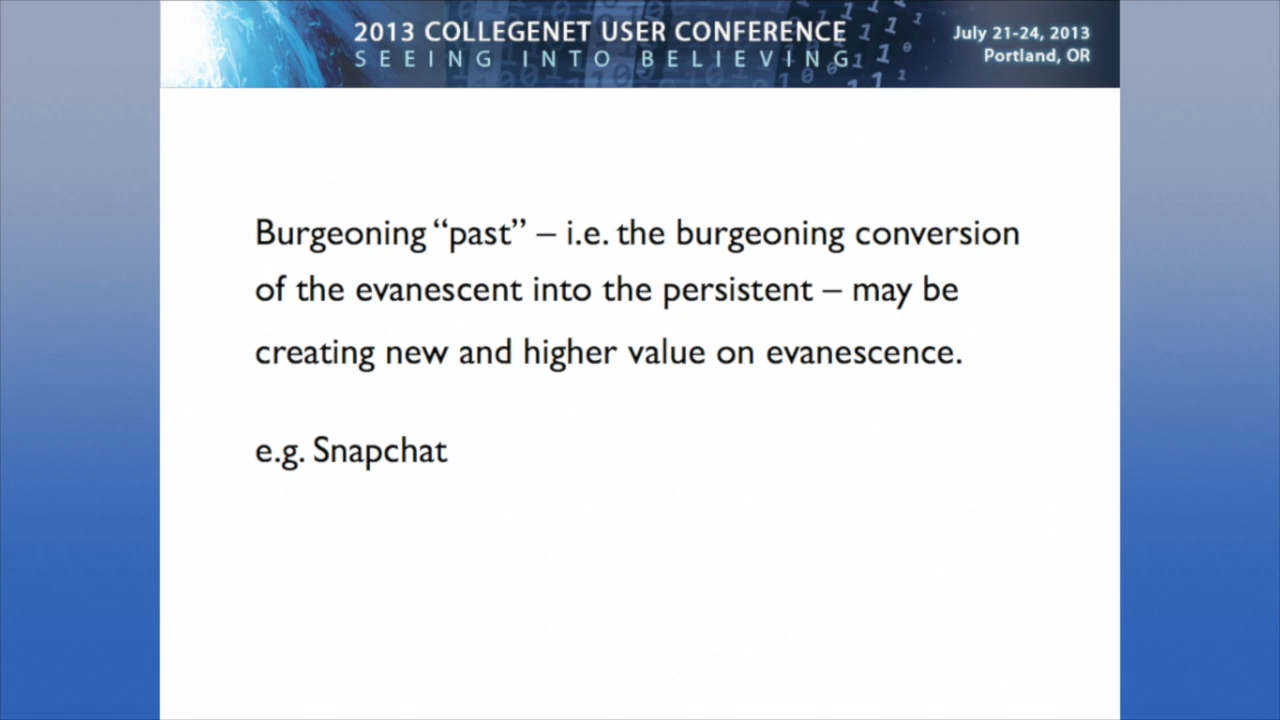 2013 COLLEGENET USER CONFERENCE
SEEING INTO BELIEVING
July 21-24, 2013
Portland, OR
Burgeoning “past” – i.e. the burgeoning conversion
of the evanescent into the persistent – may be
creating new and higher value on evanescence.
e.g. Snapchat